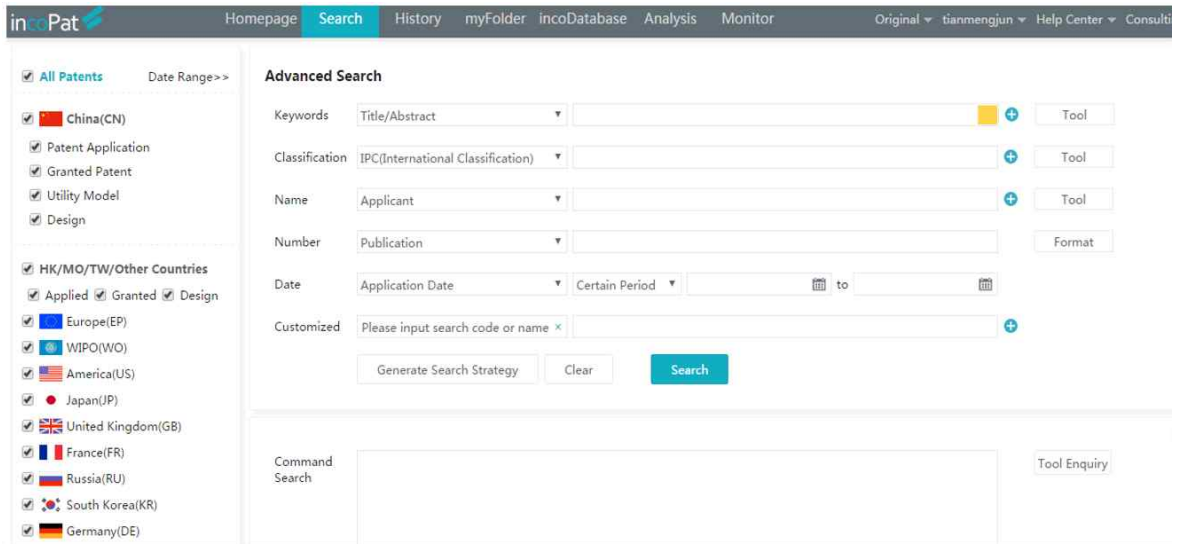 incoPat
Homepage Search History myFolder incoDatabase Analysis Monitor Original tianmengjun Help Center Consulti
All Patents Date Range>>
China(CN)
Patent Application
Granted Patent
Utility Model
Design
HK/MO/TW/Other Countries
Applied Granted Design
Europe(EP)
WIPO(WO)
America(US)
Japan(JP)
United Kingdom(GB)
France(FR)
Russia(RU)
South Korea(KR)
Germany(DE)
Advanced Search
Keywords Title/Abstract Tool
Classification IPC(International Classification) Tool
Name Applicant Tool
Number Publication Format
Date Application Date Certain Period to
Customized Please input search code or name ×
Generate Search Strategy Clear Search
Command Tool Enquiry
Search